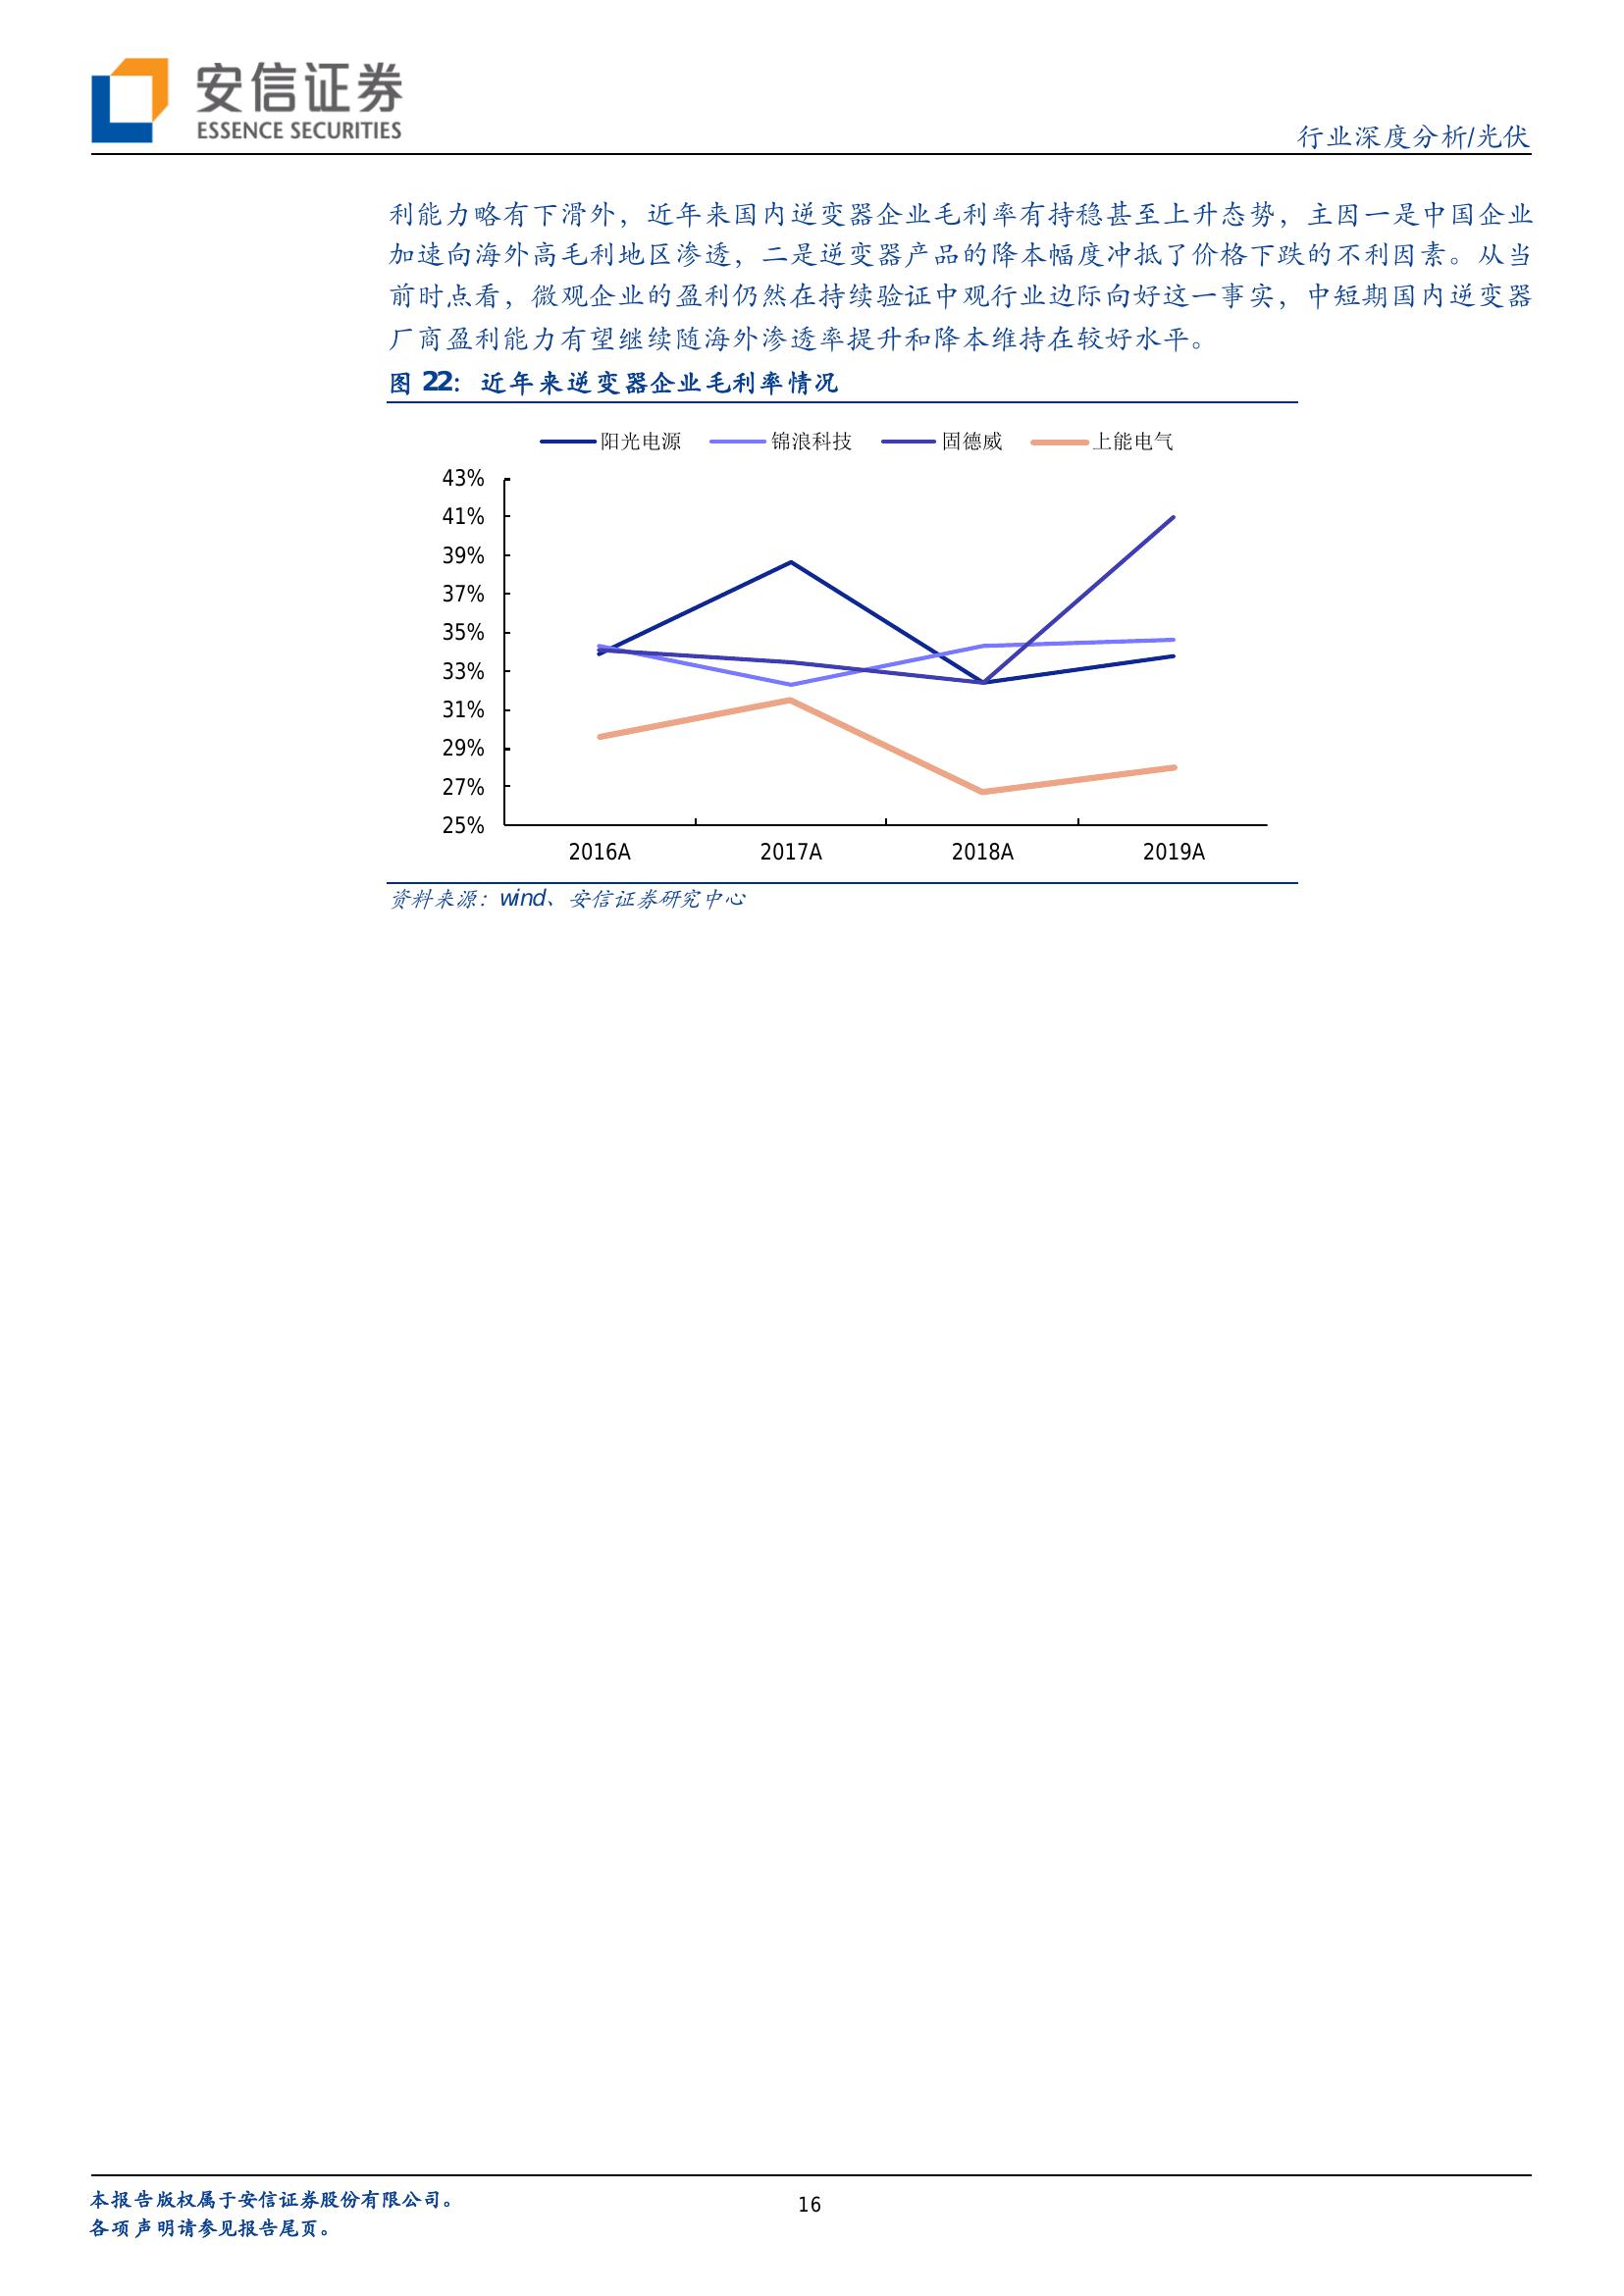 安信证券
ESSENCE SECURITIES
行业深度分析/光伏
利能力略有下滑外，近年来国内逆变器企业毛利率有持稳甚至上升态势，主因一是中国企业
加速向海外高毛利地区渗透，二是逆变器产品的降本幅度冲抵了价格下跌的不利因素。从当
前时点看，微观企业的盈利仍然在持续验证中观行业边际向好这一事实，中短期国内逆变器
厂商盈利能力有望继续随海外渗透率提升和降本维持在较好水平。
图 22：近年来逆变器企业毛利率情况
阳光电源 锦浪科技 固德威 上能电气
43%
41%
39%
37%
35%
33%
31%
29%
27%
25%
2016A 2017A 2018A 2019A
资料来源：wind、安信证券研究中心
本报告版权属于安信证券股份有限公司。
各项声明请参见报告尾页。
16